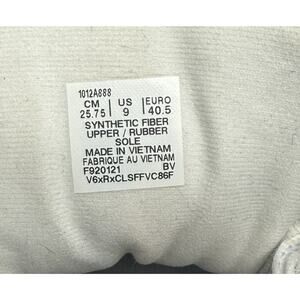 1012A888
CM US EURO
25.75 9 40.5
SYNTHETIC FIBER
UPPER / RUBBER
SOLE
MADE IN VIETNAM
FABRIQUE AU VIETNAM
F920121 BV
V6xRxCLSFFVC86F